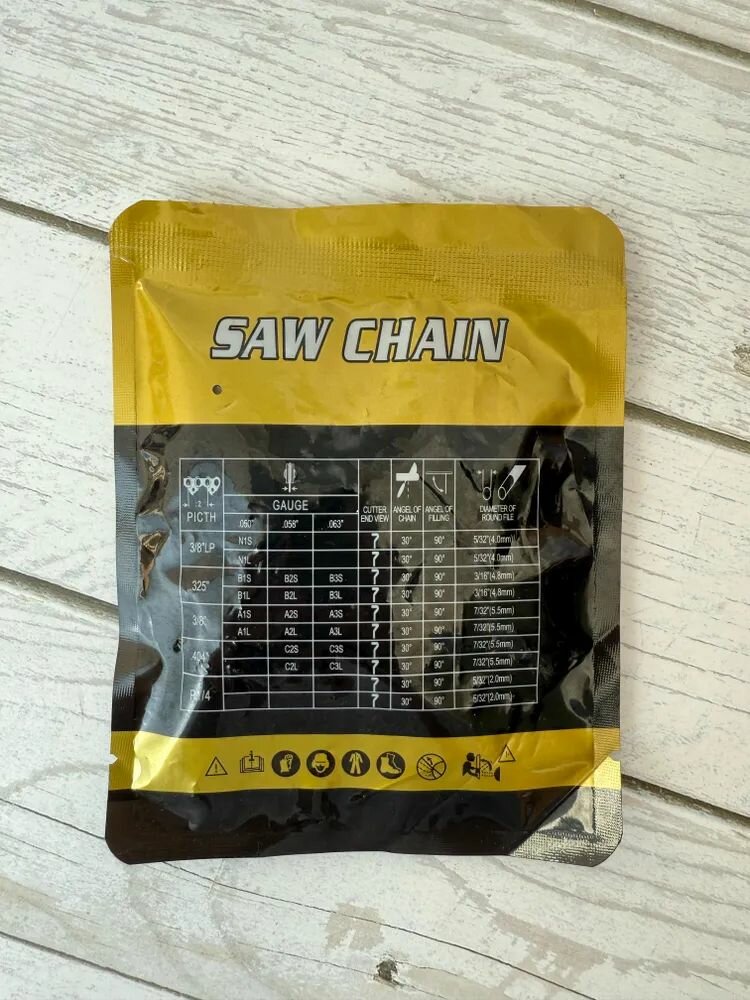 SAW CHAIN
GAUGE
PICTH .050" .058" .063" CUTTER END VIEW ANGEL OF CHAIN ANGEL OF FILLING DIAMETER OF ROUND FILE
3/8"LP N1S 30° 90° 5/32"(4.0mm)
N1L 30° 90° 5/32"(4.0mm)
.325" B1S B2S B3S 30° 90° 3/16"(4.8mm)
B1L B2L B3L 30° 90° 3/16"(4.8mm)
3/8" A1S A2S A3S 30° 90° 7/32"(5.5mm)
A1L A2L A3L 30° 90° 7/32"(5.5mm)
.404" C2S C3S 30° 90° 7/32"(5.5mm)
C2L C3L 30° 90° 7/32"(5.5mm)
30° 90° 5/32"(2.0mm)
1/4 30° 90° 5/32"(2.0mm)